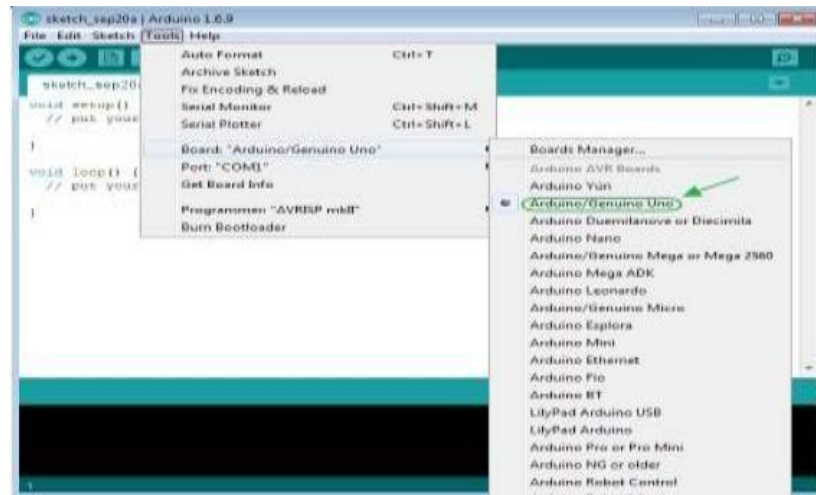 sketch_sep20a | Arduino 1.6.9
File Edit Sketch Tools Help
sketch_sep20
void setup() {
// put your
}
void loop() {
// put your
}
Auto Format Ctrl+T
Archive Sketch
Fix Encoding & Reload
Serial Monitor Ctrl+Shift+M
Serial Plotter Ctrl+Shift+L
Board: "Arduino/Genuino Uno"
Port: "COM1"
Get Board Info
Programmer: "AVRISP mkII"
Burn Bootloader
Boards Manager...
Arduino AVR Boards
Arduino Yún
Arduino/Genuino Uno
Arduino Duemilanove or Diecimila
Arduino Nano
Arduino/Genuino Mega or Mega 2560
Arduino Mega ADK
Arduino Leonardo
Arduino/Genuino Micro
Arduino Esplora
Arduino Mini
Arduino Ethernet
Arduino Fio
Arduino BT
LilyPad Arduino USB
LilyPad Arduino
Arduino Pro or Pro Mini
Arduino NG or older
Arduino Robot Control
1